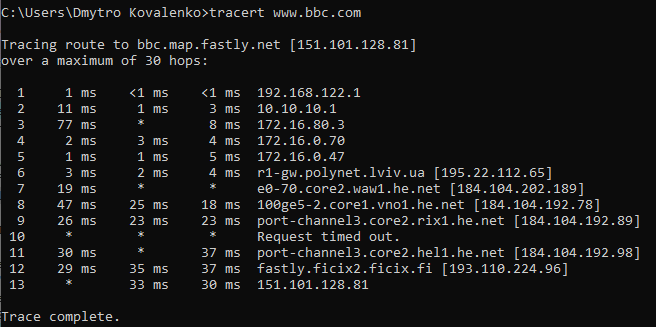 C:\Users\Dmytro Kovalenko>tracert www.bbc.com
Tracing route to bbc.map.fastly.net [151.101.128.81]
over a maximum of 30 hops:
1 1 ms <1 ms <1 ms 192.168.122.1
2 11 ms 1 ms 3 ms 10.10.10.1
3 77 ms * 8 ms 172.16.80.3
4 2 ms 3 ms 4 ms 172.16.0.70
5 1 ms 1 ms 5 ms 172.16.0.47
6 3 ms 2 ms 4 ms r1-gw.polynet.lviv.ua [195.22.112.65]
7 19 ms * * e0-70.core2.waw1.he.net [184.104.202.189]
8 47 ms 25 ms 18 ms 100ge5-2.core1.vno1.he.net [184.104.192.78]
9 26 ms 23 ms 23 ms port-channel3.core2.rix1.he.net [184.104.192.89]
10 * * * Request timed out.
11 30 ms * 37 ms port-channel3.core2.hel1.he.net [184.104.192.98]
12 29 ms 35 ms 37 ms fastly.ficix2.ficix.fi [193.110.224.96]
13 * 33 ms 30 ms 151.101.128.81
Trace complete.